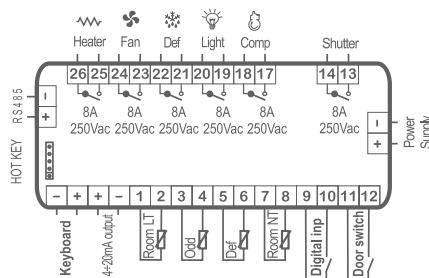 Heater Fan Def Light Comp Shutter
26 25 24 23 22 21 20 19 18 17 14 13
8A 8A 8A 8A 8A 8A
250Vac 250Vac 250Vac 250Vac 250Vac 250Vac
RS485
- +
HOT KEY
Power
Supply
- +
- + + - 1 2 3 4 5 6 7 8 9 10 11 12
Keyboard
4÷20mA output
Room LT
Odd
Def
Room NT
Digital inp
Door switch